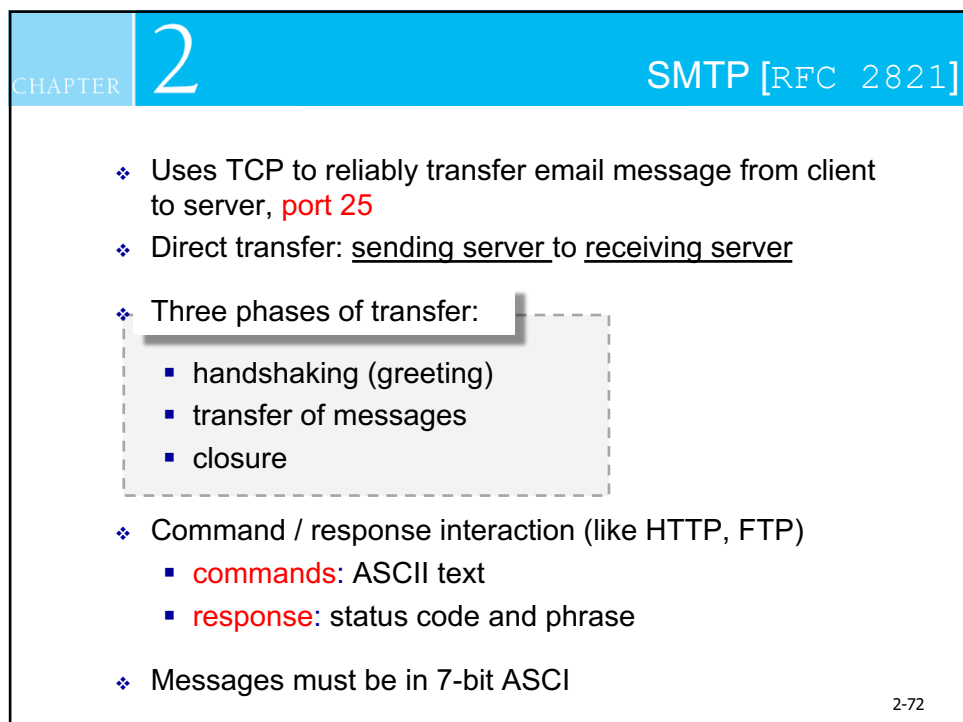 CHAPTER 2
SMTP [RFC 2821]
❖ Uses TCP to reliably transfer email message from client
to server, port 25
❖ Direct transfer: sending server to receiving server
❖ Three phases of transfer:
▪ handshaking (greeting)
▪ transfer of messages
▪ closure
❖ Command / response interaction (like HTTP, FTP)
▪ commands: ASCII text
▪ response: status code and phrase
❖ Messages must be in 7-bit ASCI
2-72